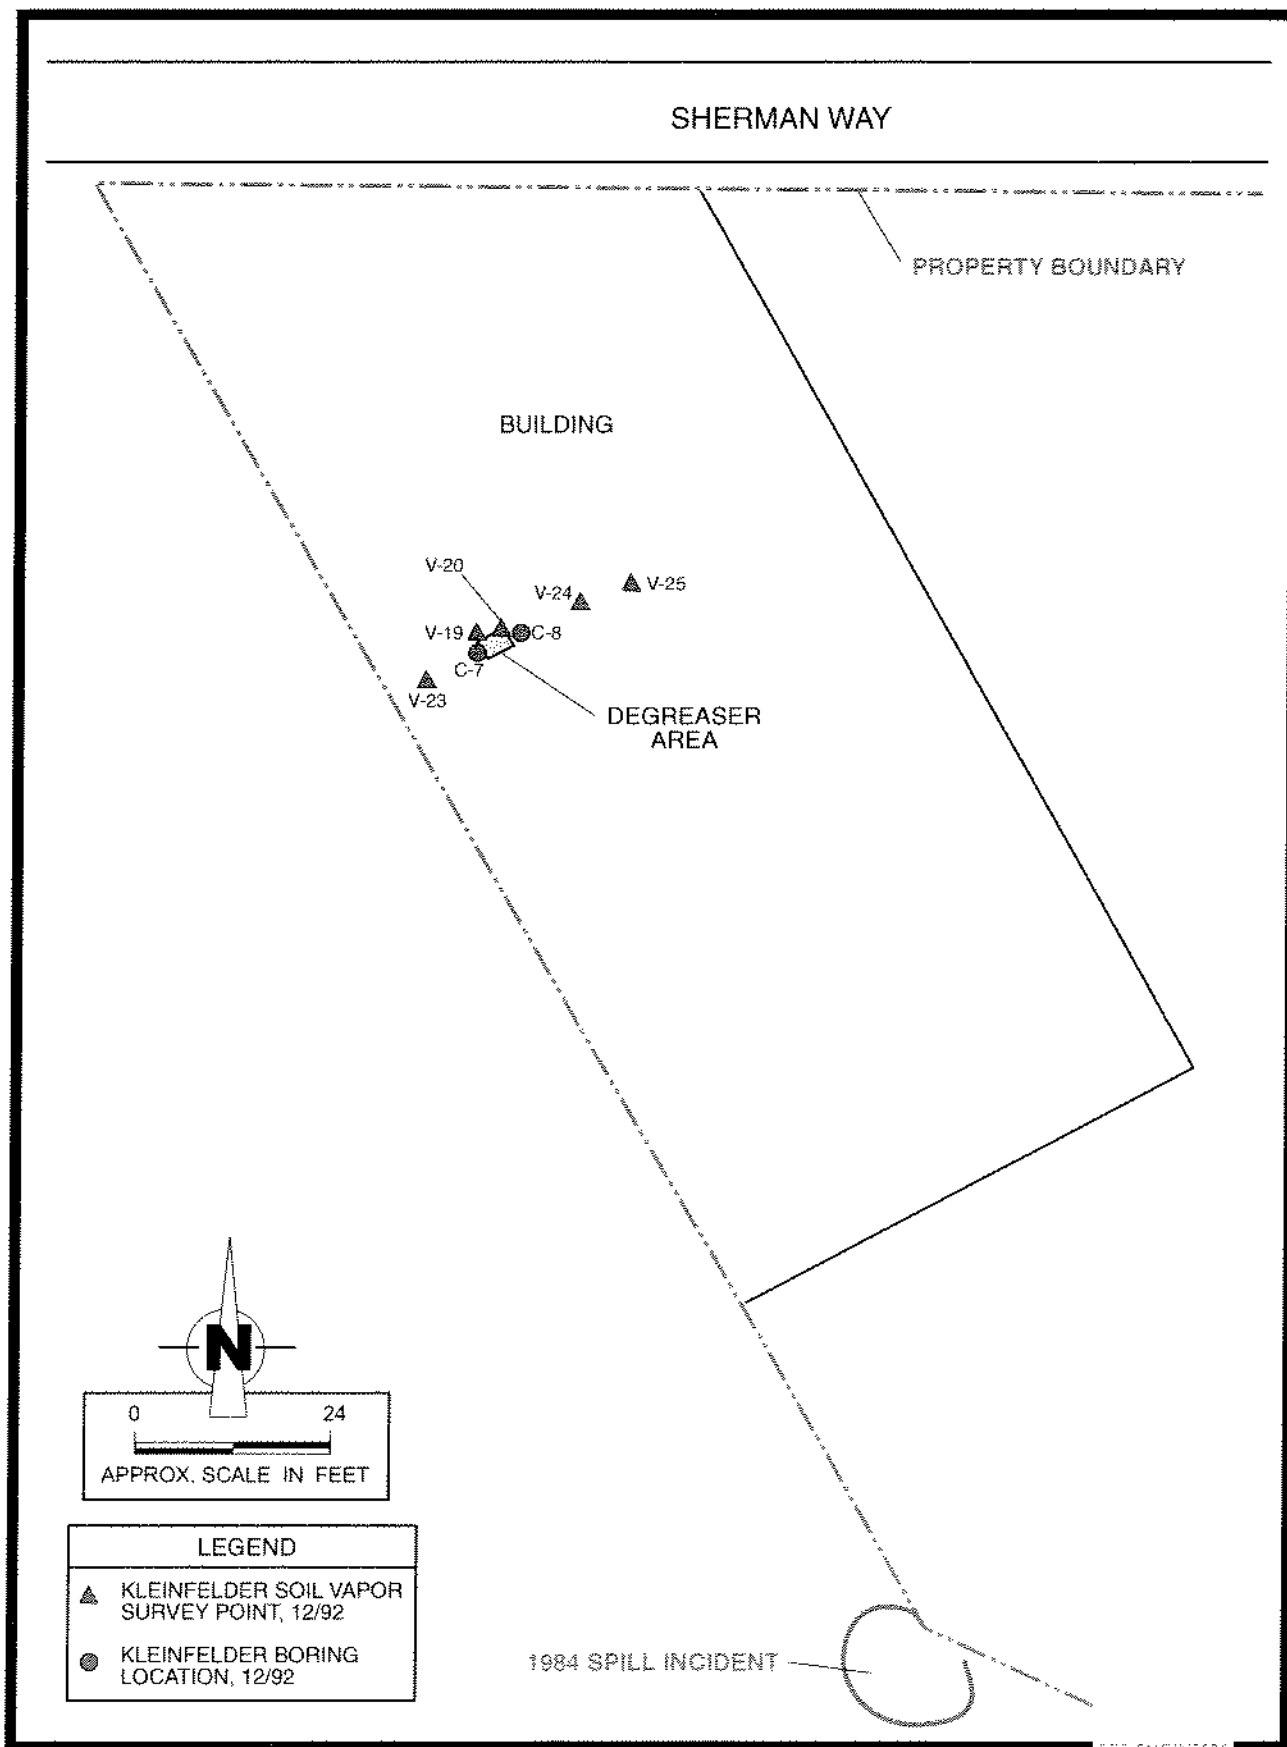 SHERMAN WAY
PROPERTY BOUNDARY
BUILDING
V-20
V-24
V-25
V-19
C-8
C-7
V-23
DEGREASER
AREA
N
0 24
APPROX. SCALE IN FEET
LEGEND
KLEINFELDER SOIL VAPOR
SURVEY POINT, 12/92
KLEINFELDER BORING
LOCATION, 12/92
1984 SPILL INCIDENT